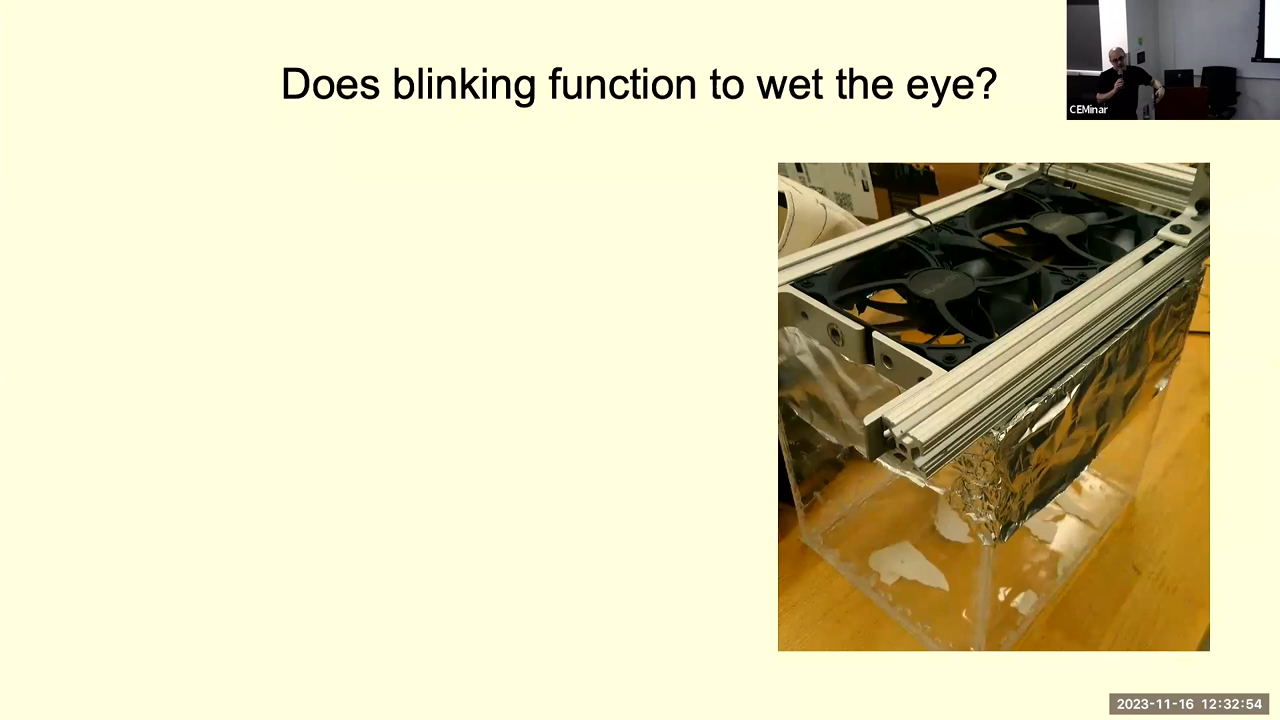 Does blinking function to wet the eye?
CEMinar
2023-11-16 12:32:54